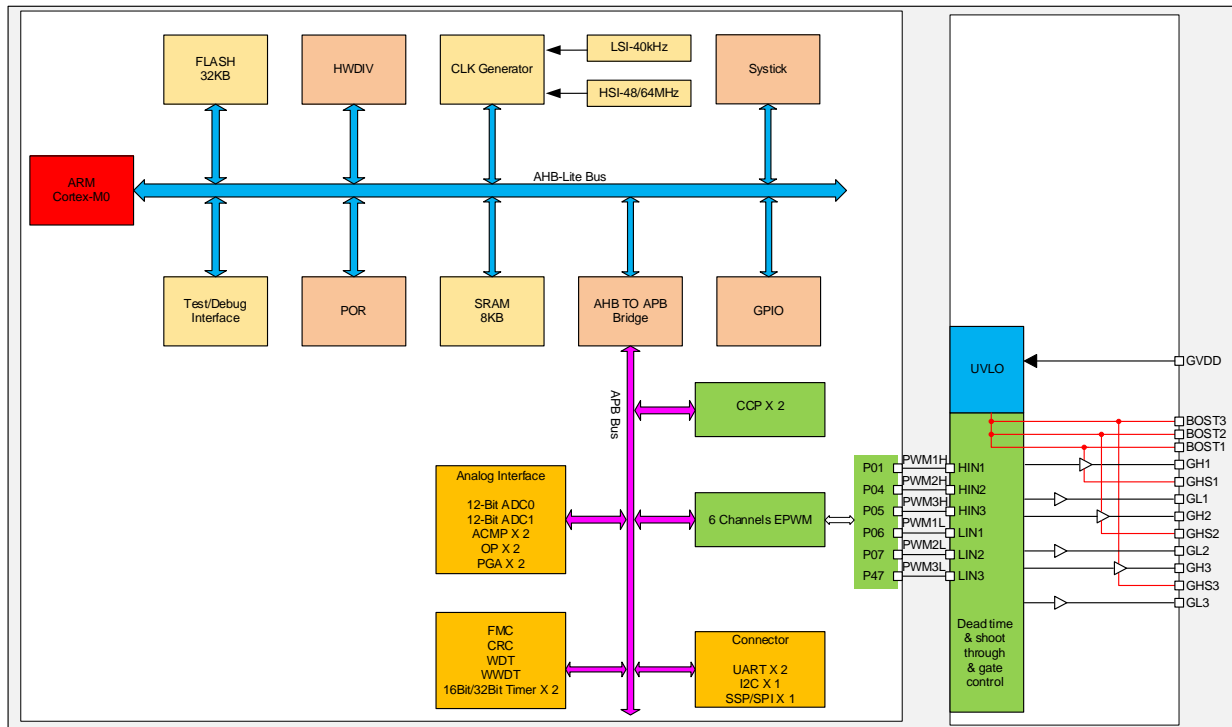 FLASH
32KB
HWDIV
CLK Generator
LSI-40kHz
HSI-48/64MHz
Systick
ARM
Cortex-M0
AHB-Lite Bus
Test/Debug
Interface
POR
SRAM
8KB
AHB TO APB
Bridge
GPIO
APB Bus
CCP X 2
Analog Interface
12-Bit ADC0
12-Bit ADC1
ACMP X 2
OP X 2
PGA X 2
6 Channels EPWM
FMC
CRC
WDT
WWDT
16Bit/32Bit Timer X 2
Connector
UART X 2
I2C X 1
SSP/SPI X 1
P01
P04
P05
P06
P07
P47
PWM1H
PWM2H
PWM3H
PWM1L
PWM2L
PWM3L
UVLO
HIN1
HIN2
HIN3
LIN1
LIN2
LIN3
Dead time
& shoot
through
& gate
control
GVDD
BOST3
BOST2
BOST1
GH1
GHS1
GL1
GH2
GHS2
GL2
GH3
GHS3
GL3